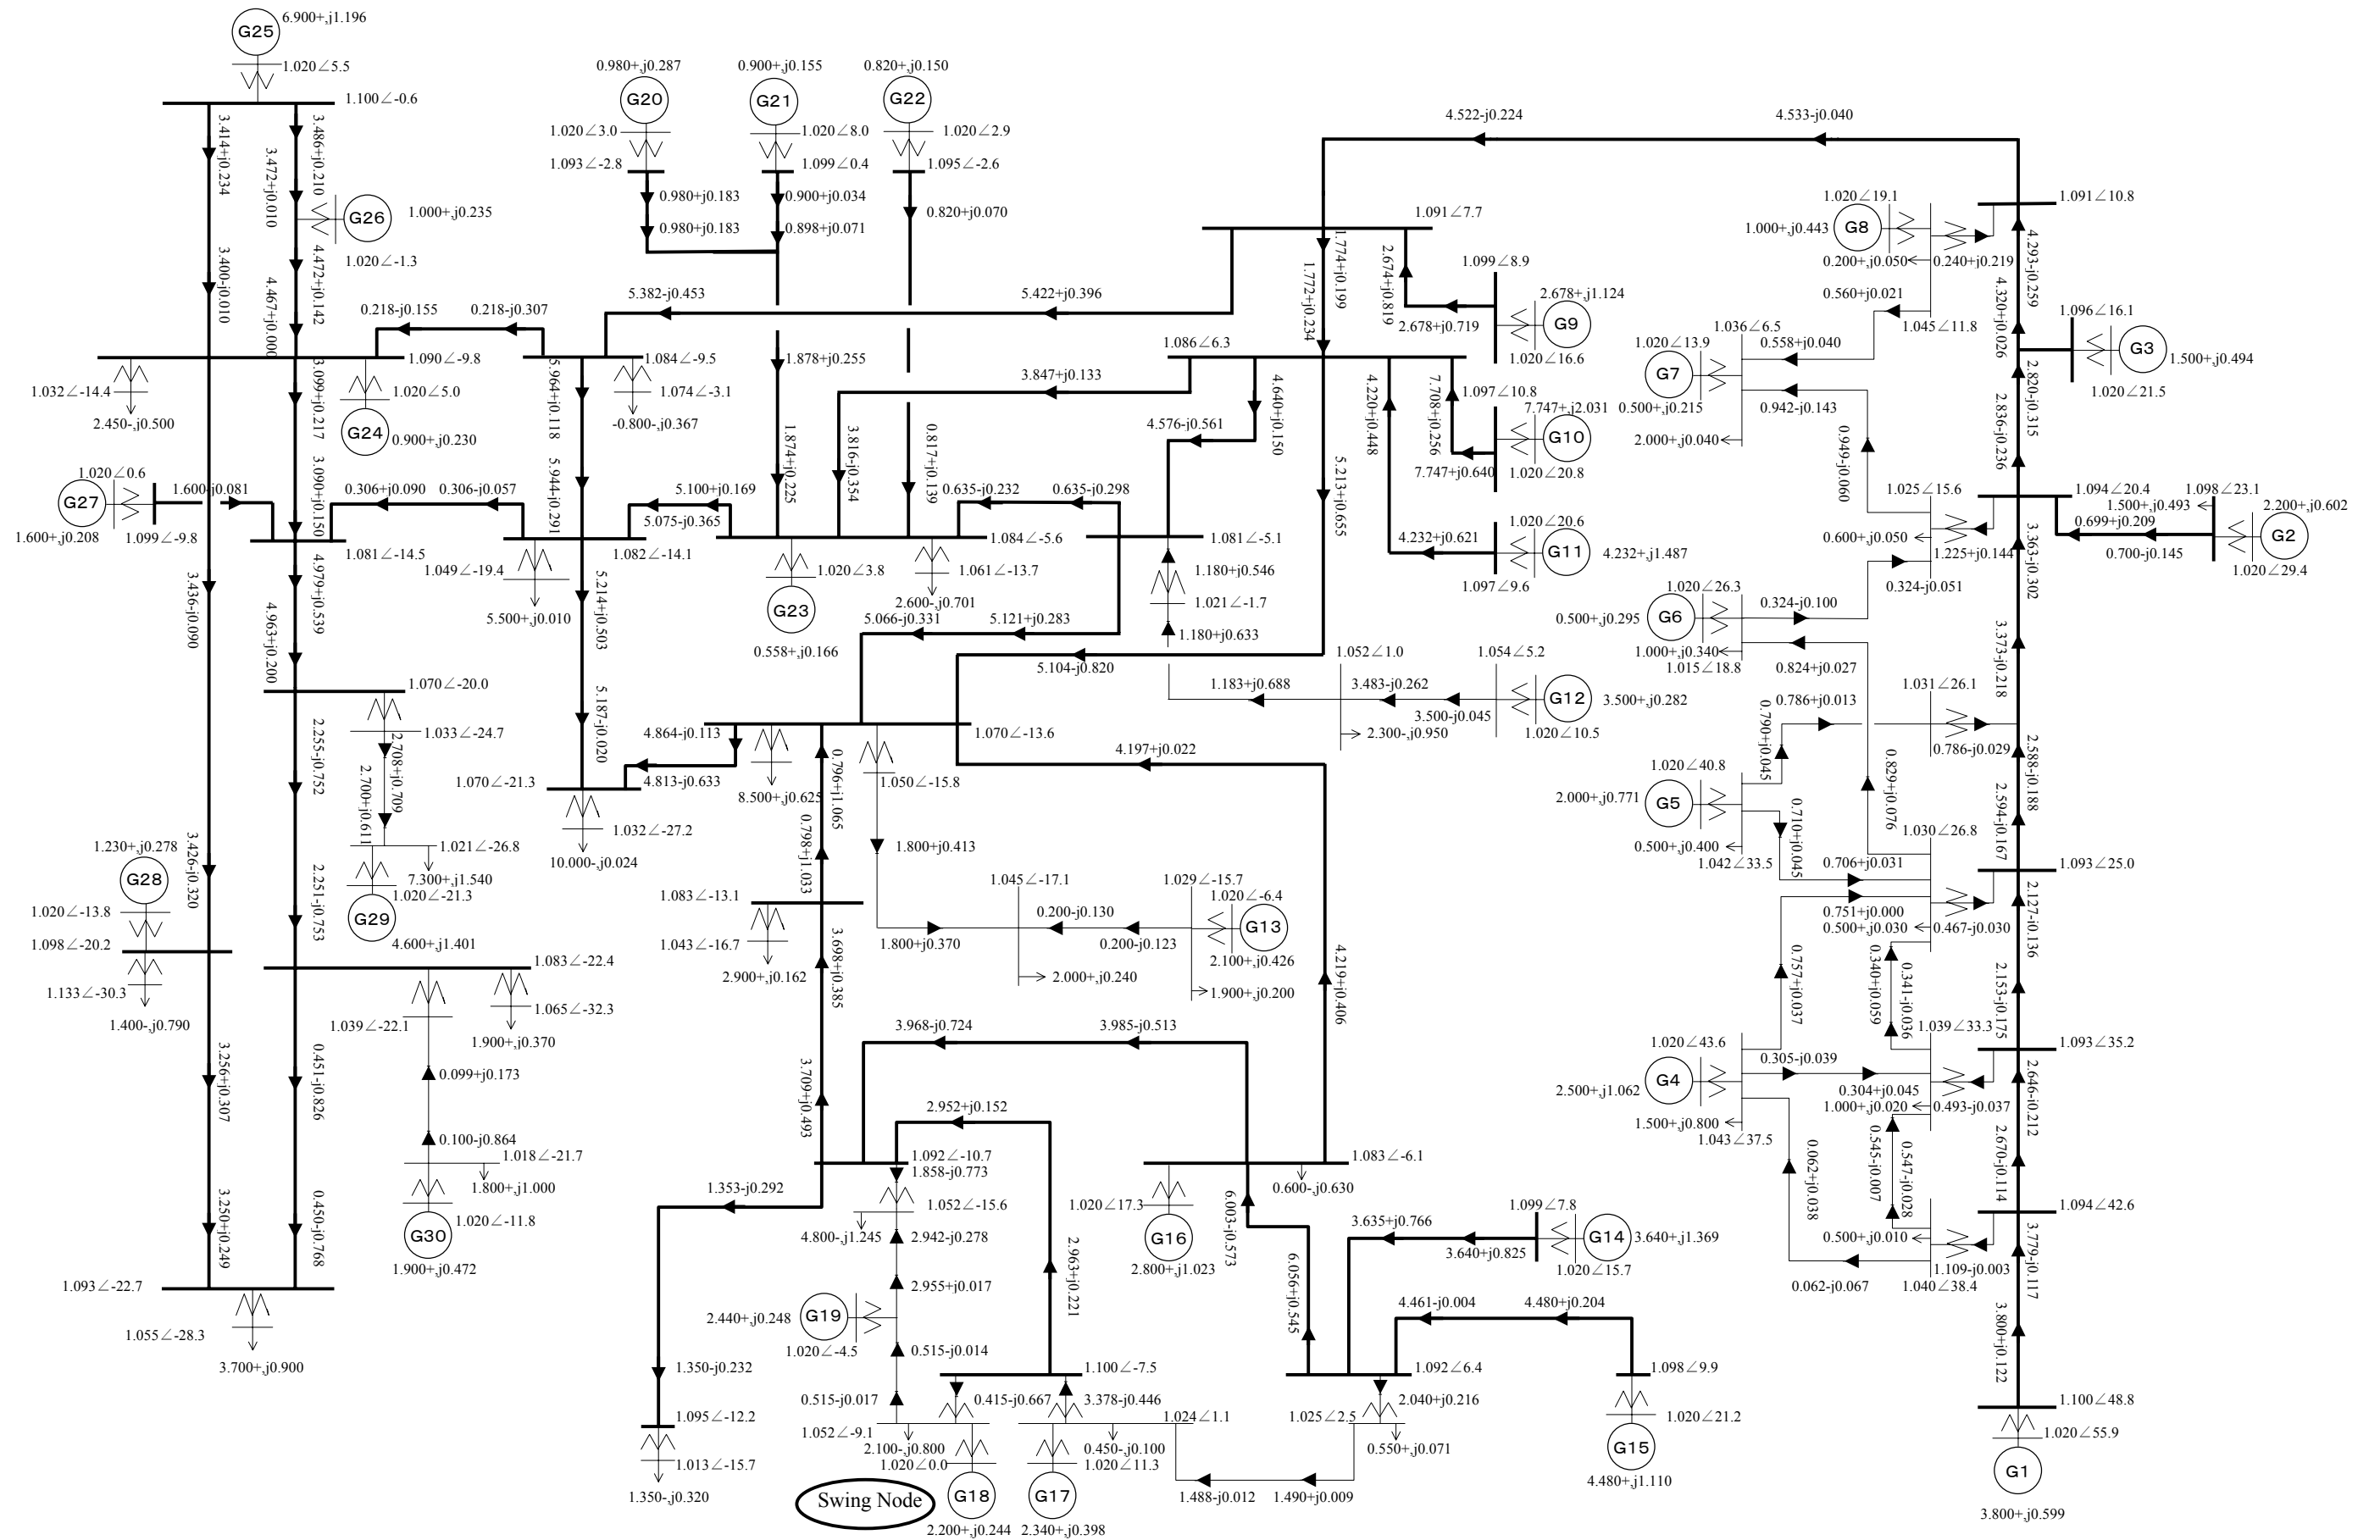 G25
6.900+,j1.196
1.020∠5.5
1.100∠-0.6
3.414+j0.234
3.486+j0.210
3.472+j0.010
G26
1.000+,j0.235
1.020∠-1.3
3.400-j0.010
4.472+j0.142
4.467+j0.000
0.980+,j0.287
G20
1.020∠3.0
1.093∠-2.8
0.980+j0.183
0.980+j0.183
0.900+,j0.155
G21
1.020∠8.0
1.099∠0.4
0.900+j0.034
0.898+j0.071
0.820+,j0.150
G22
1.020∠2.9
1.095∠-2.6
0.820+j0.070
4.522-j0.224
4.533-j0.040
1.091∠7.7
1.774+j0.199
1.772+j0.234
2.674+j0.819
1.099∠8.9
2.678+,j1.124
G9
2.678+j0.719
1.020∠16.6
1.020∠19.1
G8
1.000+,j0.443
0.200+,j0.050
0.240+j0.219
1.091∠10.8
4.293-j0.259
4.320+j0.026
0.560+j0.021
1.045∠11.8
1.096∠16.1
G3
1.500+,j0.494
1.020∠21.5
1.036∠6.5
1.020∠13.9
0.558+j0.040
G7
0.500+,j0.215
0.942-j0.143
2.000+,j0.040
0.949-j0.060
2.820-j0.315
2.836-j0.236
5.382-j0.453
5.422+j0.396
0.218-j0.155
0.218-j0.307
1.090∠-9.8
1.084∠-9.5
1.032∠-14.4
2.450-,j0.500
3.099+j0.217
3.090+j0.150
1.020∠5.0
G24
0.900+,j0.230
5.964+j0.118
5.944-j0.291
1.074∠-3.1
-0.800-,j0.367
1.878+j0.255
1.874+j0.225
3.847+j0.133
3.816-j0.354
0.817+j0.139
1.086∠6.3
4.640+j0.150
4.576-j0.561
5.213+j0.655
4.220+j0.448
7.708+j0.256
1.097∠10.8
7.747+,j2.031
G10
7.747+j0.640
1.020∠20.8
1.020∠20.6
4.232+j0.621
G11
4.232+,j1.487
1.097∠9.6
1.020∠0.6
G27
1.600+,j0.208
1.099∠-9.8
1.600-j0.081
0.306+j0.090
0.306-j0.057
5.100+j0.169
5.075-j0.365
0.635-j0.232
0.635-j0.298
1.081∠-14.5
1.082∠-14.1
1.084∠-5.6
1.081∠-5.1
1.049∠-19.4
5.500+,j0.010
1.020∠3.8
G23
0.558+,j0.166
1.061∠-13.7
2.600-,j0.701
1.180+j0.546
1.021∠-1.7
1.180+j0.633
5.066-j0.331
5.121+j0.283
5.104-j0.820
3.436-j0.090
3.426-j0.320
4.979+j0.539
4.963+j0.200
5.214+j0.503
5.187-j0.020
1.025∠15.6
1.094∠20.4
1.098∠23.1
1.500+,j0.493
2.200+,j0.602
0.699+j0.209
G2
0.700-j0.145
1.020∠29.4
0.600+,j0.050
1.225+j0.144
0.324-j0.051
3.363-j0.302
3.373-j0.218
1.020∠26.3
0.324-j0.100
G6
0.500+,j0.295
1.000+,j0.340
1.015∠18.8
0.824+j0.027
1.052∠1.0
1.054∠5.2
1.183+j0.688
3.483-j0.262
G12
3.500+,j0.282
3.500-j0.045
2.300-,j0.950
1.020∠10.5
0.786+j0.013
1.031∠26.1
0.790+j0.045
0.786-j0.029
0.829+j0.076
2.588-j0.188
2.594-j0.167
1.020∠40.8
G5
2.000+,j0.771
0.500+,j0.400
1.042∠33.5
0.710+j0.045
0.706+j0.031
1.030∠26.8
1.093∠25.0
1.070∠-20.0
1.033∠-24.7
2.708+j0.709
2.700+j0.611
2.255-j0.752
2.251-j0.753
1.021∠-26.8
7.300+,j1.540
1.020∠-21.3
G29
4.600+,j1.401
1.070∠-21.3
4.864-j0.113
4.813-j0.633
1.032∠-27.2
10.000-,j0.024
1.070∠-13.6
8.500+,j0.625
0.796+j1.065
0.798+j1.033
1.050∠-15.8
1.800+j0.413
4.197+j0.022
4.219+j0.406
1.230+,j0.278
G28
1.020∠-13.8
1.098∠-20.2
1.133∠-30.3
1.400-,j0.790
1.083∠-13.1
1.043∠-16.7
2.900+,j0.162
3.698+j0.385
3.709+j0.493
1.800+j0.370
1.045∠-17.1
0.200-j0.130
0.200-j0.123
2.000+,j0.240
1.029∠-15.7
1.020∠-6.4
G13
2.100+,j0.426
1.900+,j0.200
0.751+j0.000
0.500+,j0.030
0.467-j0.030
0.757+j0.037
0.340+j0.059
0.341-j0.036
2.127-j0.136
2.153-j0.175
1.083∠-22.4
1.039∠-22.1
1.065∠-32.3
1.900+,j0.370
0.099+j0.173
0.100-j0.864
1.018∠-21.7
1.800+,j1.000
1.020∠-11.8
G30
1.900+,j0.472
3.256+j0.307
3.250+j0.249
0.451-j0.826
0.450-j0.768
1.093∠-22.7
1.055∠-28.3
3.700+,j0.900
3.968-j0.724
3.985-j0.513
2.952+j0.152
1.092∠-10.7
1.858-j0.773
1.353-j0.292
1.052∠-15.6
4.800-,j1.245
2.942-j0.278
2.955+j0.017
G19
2.440+,j0.248
1.020∠-4.5
0.515-j0.014
0.515-j0.017
2.963+j0.221
1.350-j0.232
1.095∠-12.2
1.013∠-15.7
1.350-,j0.320
1.100∠-7.5
0.415-j0.667
3.378-j0.446
1.052∠-9.1
2.100-,j0.800
1.020∠0.0
1.024∠1.1
0.450-,j0.100
1.020∠11.3
Swing Node
G18
G17
2.200+,j0.244
2.340+,j0.398
1.083∠-6.1
1.020∠17.3
G16
2.800+,j1.023
0.600-,j0.630
6.003-j0.573
6.056+j0.545
1.099∠7.8
3.635+j0.766
G14
3.640+,j1.369
3.640+j0.825
1.020∠15.7
4.461-j0.004
4.480+j0.204
1.092∠6.4
1.098∠9.9
2.040+j0.216
1.025∠2.5
0.550+,j0.071
1.020∠21.2
G15
4.480+,j1.110
1.488-j0.012
1.490+j0.009
1.020∠43.6
G4
2.500+,j1.062
1.500+,j0.800
1.043∠37.5
0.305-j0.039
0.304+j0.045
1.039∠33.3
1.093∠35.2
1.000+,j0.020
0.493-j0.037
2.646-j0.212
2.670-j0.114
0.062+j0.038
0.545-j0.007
0.547-j0.028
1.094∠42.6
0.500+,j0.010
1.109-j0.003
0.062-j0.067
1.040∠38.4
3.779-j0.117
3.800+j0.122
1.100∠48.8
1.020∠55.9
G1
3.800+,j0.599